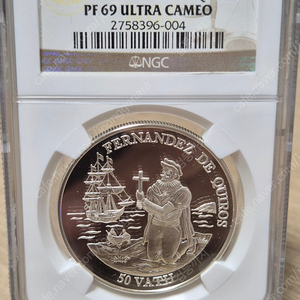 PF 69 ULTRA CAMEO
2758396-004
NGC
FERNANDEZ DE QUIROS
50 VATU